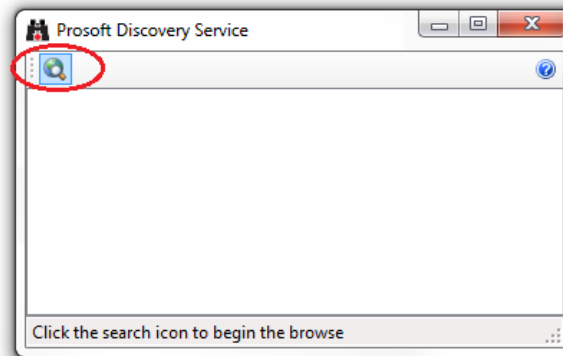 Prosoft Discovery Service
Click the search icon to begin the browse